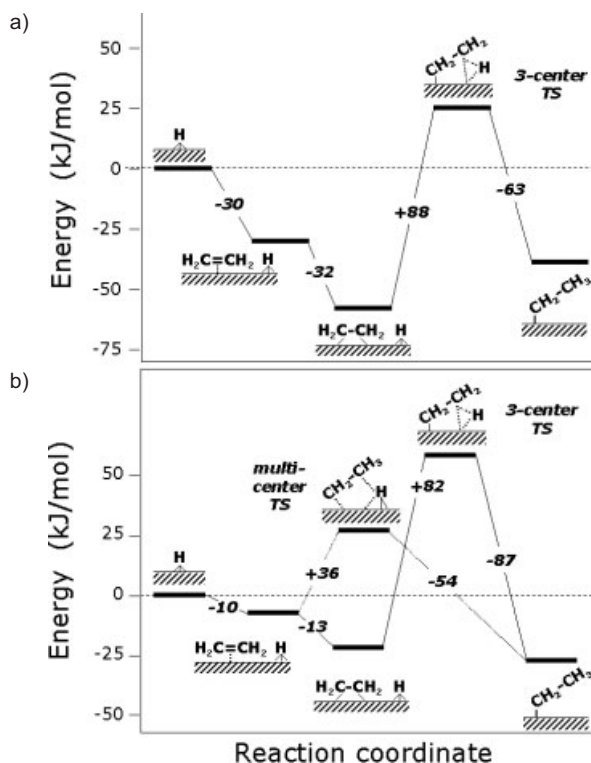 a)
Energy (kJ/mol)
50
25
0
-25
-50
-75
H
-30
H₂C=CH₂ H
-32
H₂C-CH₂ H
+88
CH₂-CH₂
H
3-center
TS
-63
CH₂-CH₃
b)
Energy (kJ/mol)
50
25
0
-25
-50
H
-10
H₂C=CH₂ H
-13
H₂C-CH₂ H
+36
multi-
center
TS
CH₂-CH₃
H
-54
+82
CH₂-CH₂
H
3-center
TS
-87
CH₂-CH₃
Reaction coordinate